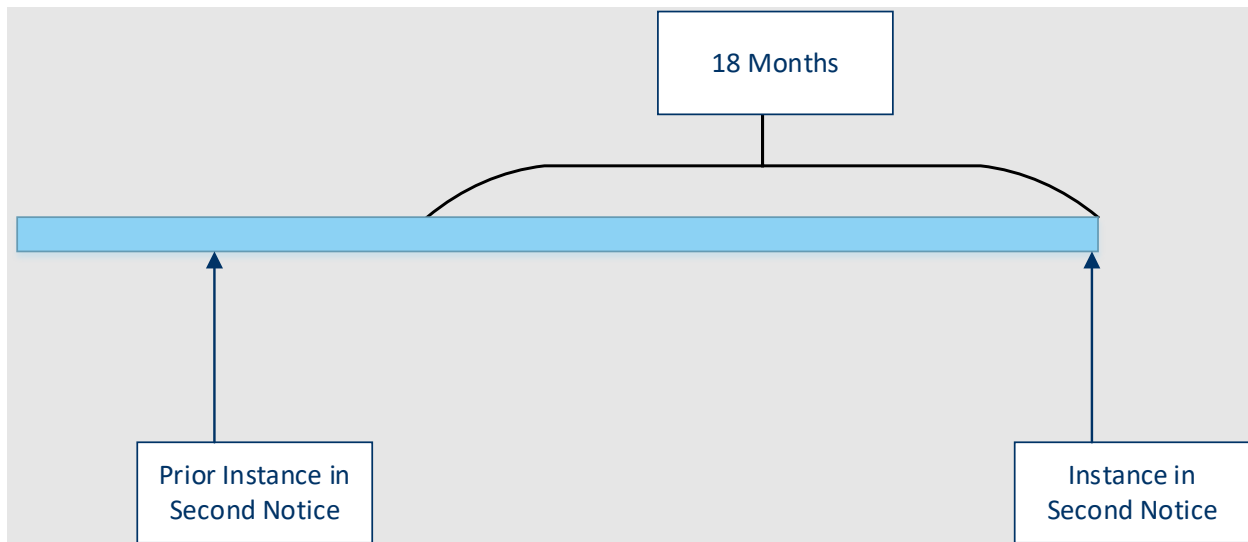 18 Months
Prior Instance in
Second Notice
Instance in
Second Notice